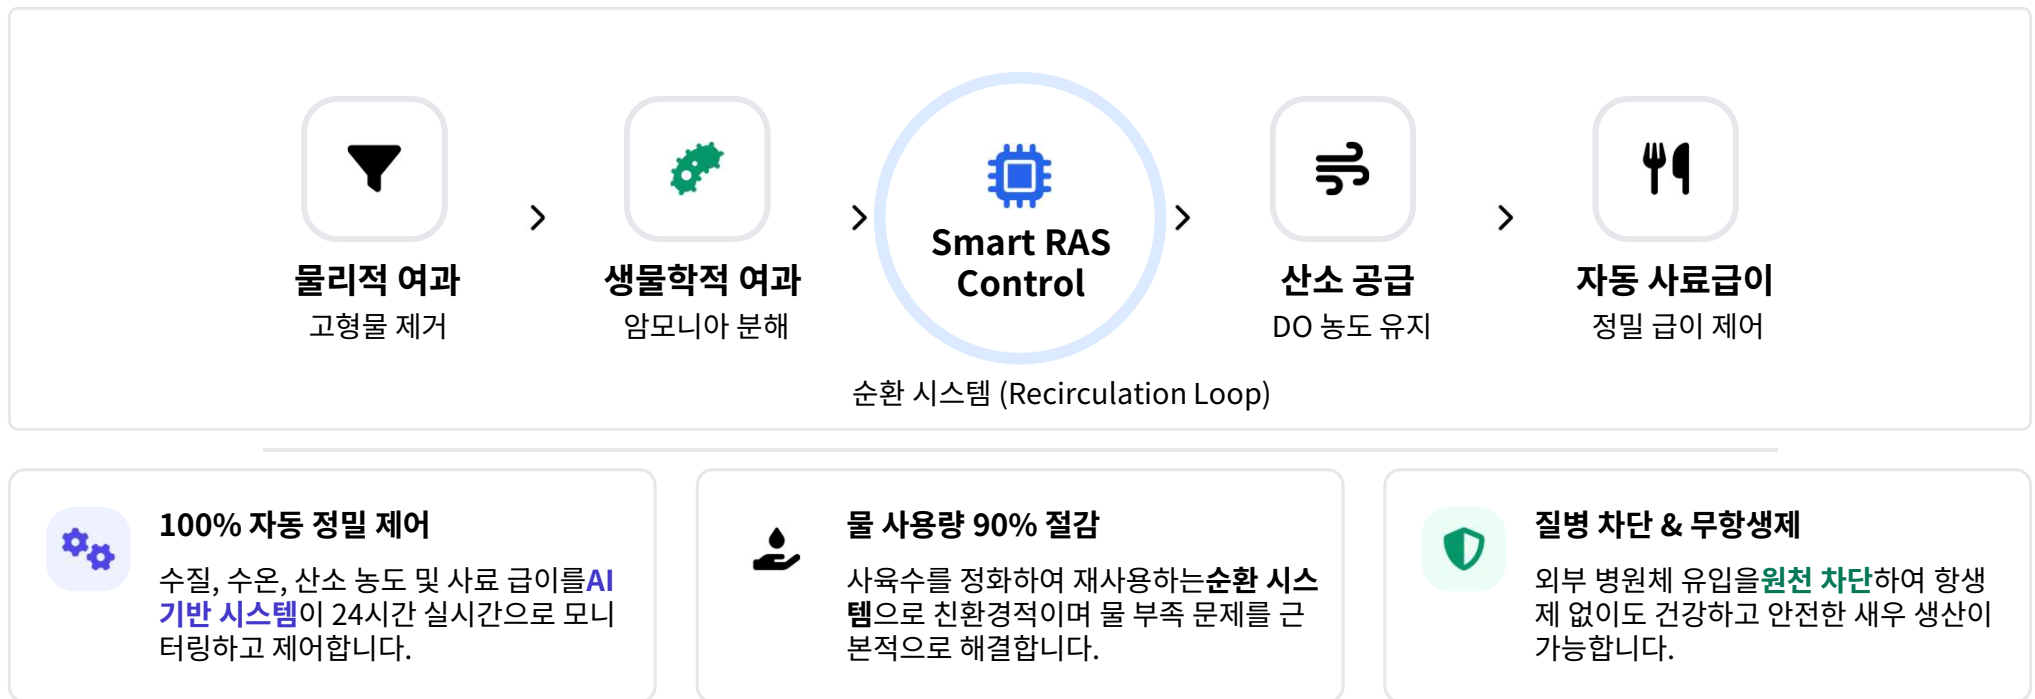 물리적 여과
고형물 제거
생물학적 여과
암모니아 분해
Smart RAS
Control
산소 공급
DO 농도 유지
자동 사료급이
정밀 급이 제어
순환 시스템 (Recirculation Loop)
100% 자동 정밀 제어
수질, 수온, 산소 농도 및 사료 급이를AI
기반 시스템이 24시간 실시간으로 모니
터링하고 제어합니다.
물 사용량 90% 절감
사육수를 정화하여 재사용하는순환 시스
템으로 친환경적이며 물 부족 문제를 근
본적으로 해결합니다.
질병 차단 & 무항생제
외부 병원체 유입을원천 차단하여 항생
제 없이도 건강하고 안전한 새우 생산이
가능합니다.